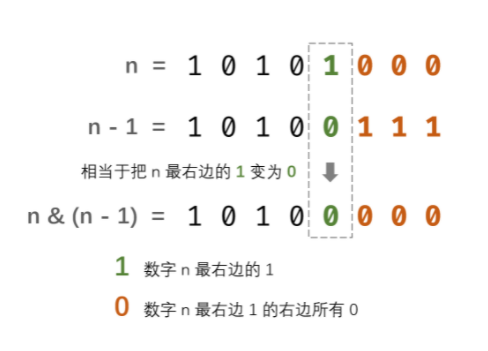 n = 1 0 1 0 1 0 0 0
n - 1 = 1 0 1 0 0 1 1 1
相当于把 n 最右边的 1 变为 0
n & (n - 1) = 1 0 1 0 0 0 0 0
1 数字 n 最右边的 1
0 数字 n 最右边 1 的右边所有 0